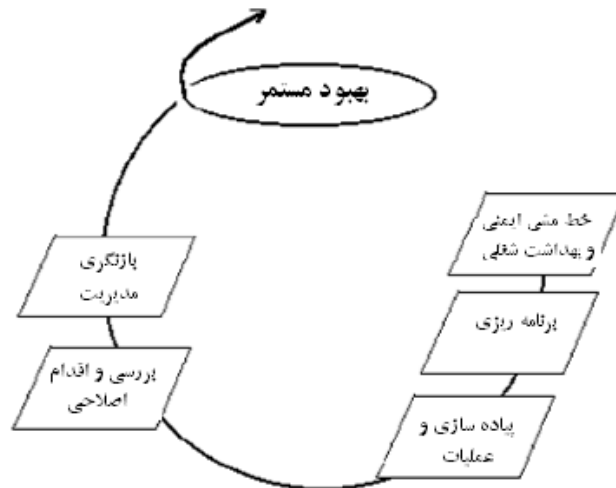 بهبود مستمر
خط مشی ایمنی
و بهداشت شغلی
برنامه ریزی
پیاده سازی و
عملیات
بررسی و اقدام
اصلاحی
بازنگری
مدیریت